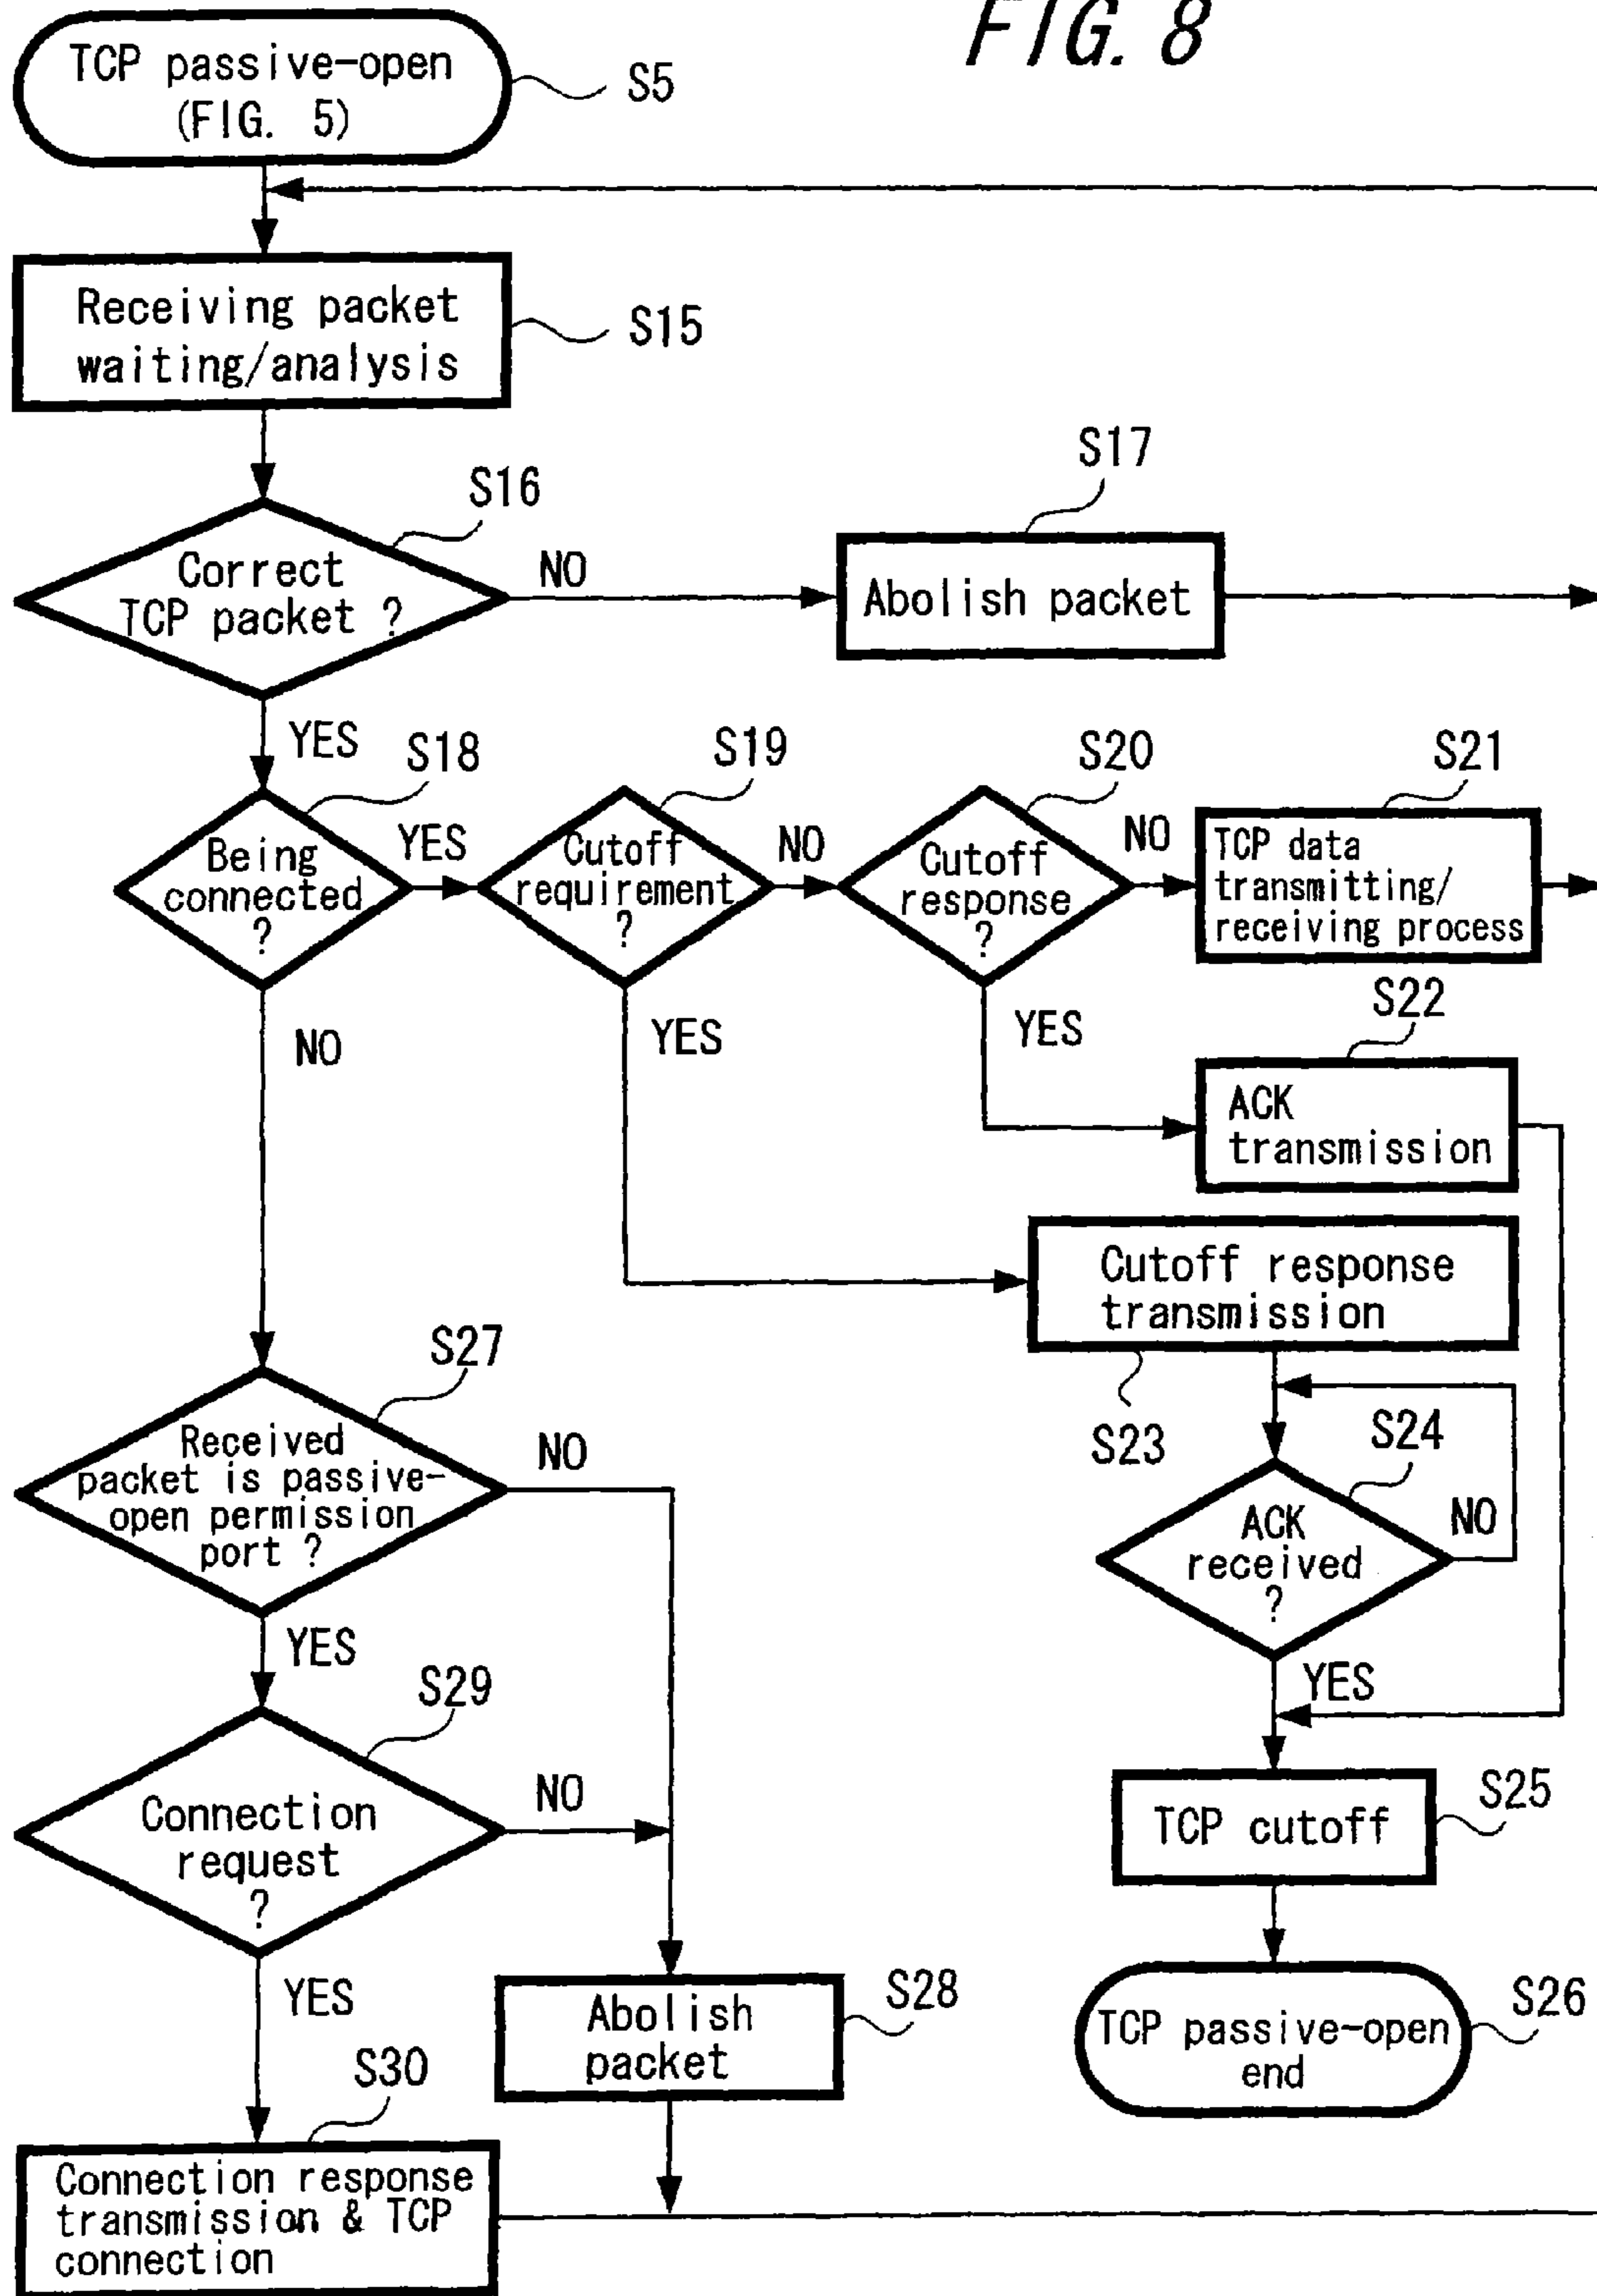 FIG. 8
TCP passive-open
(FIG. 5)
S5
Receiving packet
waiting/analysis
S15
S16
Correct
TCP packet ?
NO
S17
Abolish packet
YES
S18
Being
connected
?
YES
S19
Cutoff
requirement
?
NO
S20
Cutoff
response
?
NO
S21
TCP data
transmitting/
receiving process
NO
YES
YES
S22
ACK
transmission
Cutoff response
transmission
S23
S24
ACK
received
?
NO
YES
S27
Received
packet is passive-
open permission
port ?
NO
YES
S29
Connection
request
?
NO
S25
TCP cutoff
YES
S28
Abolish
packet
S26
TCP passive-open
end
S30
Connection response
transmission & TCP
connection